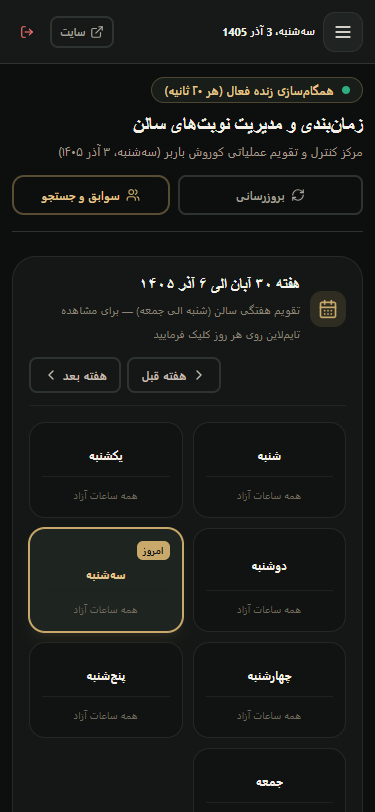 سه‌شنبه، 3 آذر 1405
سایت
همگام‌سازی زنده فعال (هر ۲۰ ثانیه)
زمان‌بندی و مدیریت نوبت‌های سالن
مرکز کنترل و تقویم عملیاتی کوروش باربر (سه‌شنبه، ۳ آذر ۱۴۰۵)
بروزرسانی
سوابق و جستجو
هفته ۳۰ آبان الی ۶ آذر ۱۴۰۵
تقویم هفتگی سالن (شنبه الی جمعه) — برای مشاهده
تایم‌لاین روی هر روز کلیک فرمایید
هفته قبل
هفته بعد
شنبه
همه ساعات آزاد
یکشنبه
همه ساعات آزاد
دوشنبه
همه ساعات آزاد
امروز
سه‌شنبه
همه ساعات آزاد
چهارشنبه
همه ساعات آزاد
پنج‌شنبه
همه ساعات آزاد
جمعه